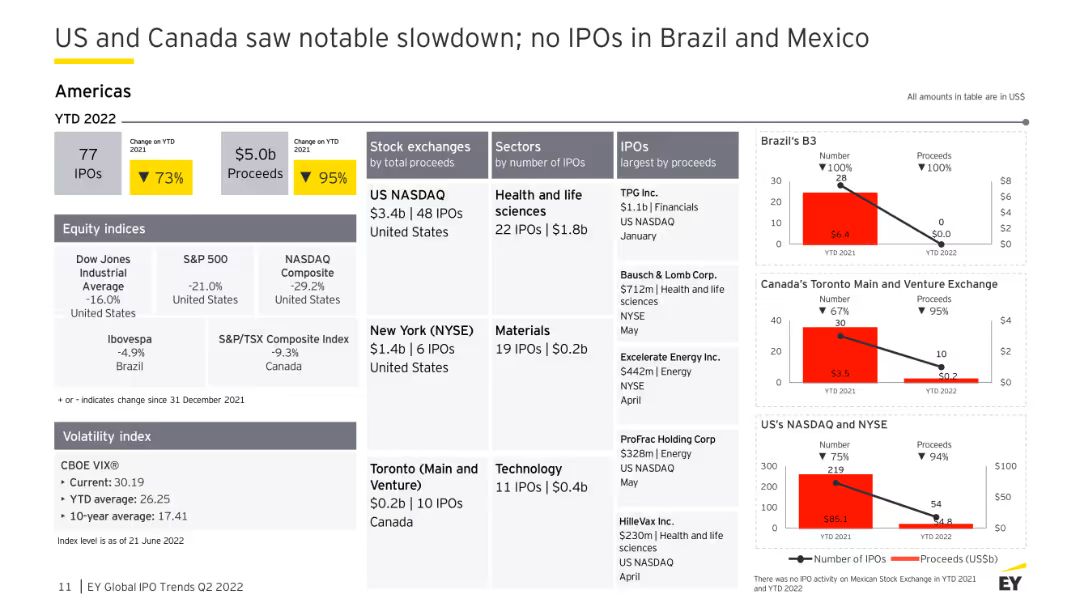 US and Canada saw notable slowdown; no IPOs in Brazil and Mexico
Americas
All amounts in table are in US$
YTD 2022
77
IPOs
Change on YTD
2021
▼ 73%
$5.0b
Proceeds
Change on YTD
2021
▼ 95%
Equity indices
Dow Jones
Industrial
Average
-16.0%
United States
S&P 500
-21.0%
United States
NASDAQ
Composite
-29.2%
United States
Ibovespa
-4.9%
Brazil
S&P/TSX Composite Index
-9.3%
Canada
+ or - indicates change since 31 December 2021
Volatility index
CBOE VIX®
▸ Current: 30.19
▸ YTD average: 26.25
▸ 10-year average: 17.41
Index level is as of 21 June 2022
Stock exchanges
by total proceeds
US NASDAQ
$3.4b | 48 IPOs
United States
New York (NYSE)
$1.4b | 6 IPOs
United States
Toronto (Main and
Venture)
$0.2b | 10 IPOs
Canada
Sectors
by number of IPOs
Health and life
sciences
22 IPOs | $1.8b
Materials
19 IPOs | $0.2b
Technology
11 IPOs | $0.4b
IPOs
largest by proceeds
TPG Inc.
$1.1b | Financials
US NASDAQ
January
Bausch & Lomb Corp.
$712m | Health and life
sciences
NYSE
May
Excelerate Energy Inc.
$442m | Energy
NYSE
April
ProFrac Holding Corp
$328m | Energy
US NASDAQ
May
HilleVax Inc.
$230m | Health and life
sciences
US NASDAQ
April
Brazil's B3
Number
▼100%
Proceeds
▼100%
30
20
10
0
28
$6.4
0
$0.0
$8
$6
$4
$2
$0
YTD 2021
YTD 2022
Canada's Toronto Main and Venture Exchange
Number
▼ 67%
Proceeds
▼ 95%
40
20
0
30
$3.5
10
$0.2
$4
$2
$0
YTD 2021
YTD 2022
US's NASDAQ and NYSE
Number
▼ 75%
Proceeds
▼ 94%
300
200
100
0
219
$85.1
54
$4.8
$100
$50
$0
YTD 2021
YTD 2022
Number of IPOs
Proceeds (US$b)
There was no IPO activity on Mexican Stock Exchange in YTD 2021
and YTD 2022
EY
11 | EY Global IPO Trends Q2 2022